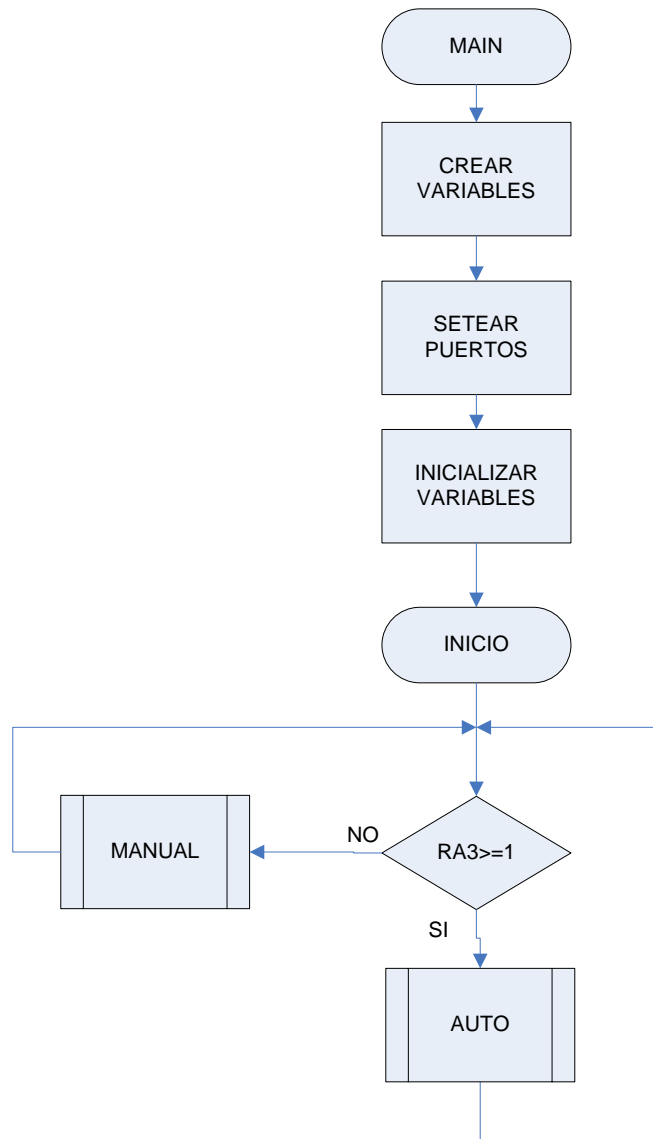 MAIN
CREAR
VARIABLES
SETEAR
PUERTOS
INICIALIZAR
VARIABLES
INICIO
NO
MANUAL
RA3>=1
SI
AUTO